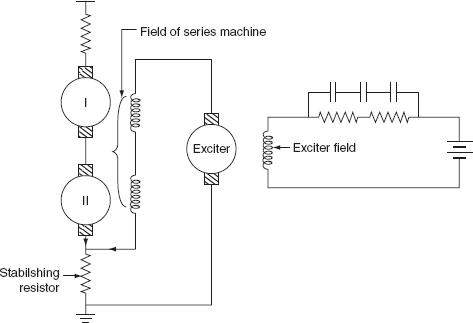 Field of series machine
I
Exciter
Exciter field
II
Stabilshing
resistor